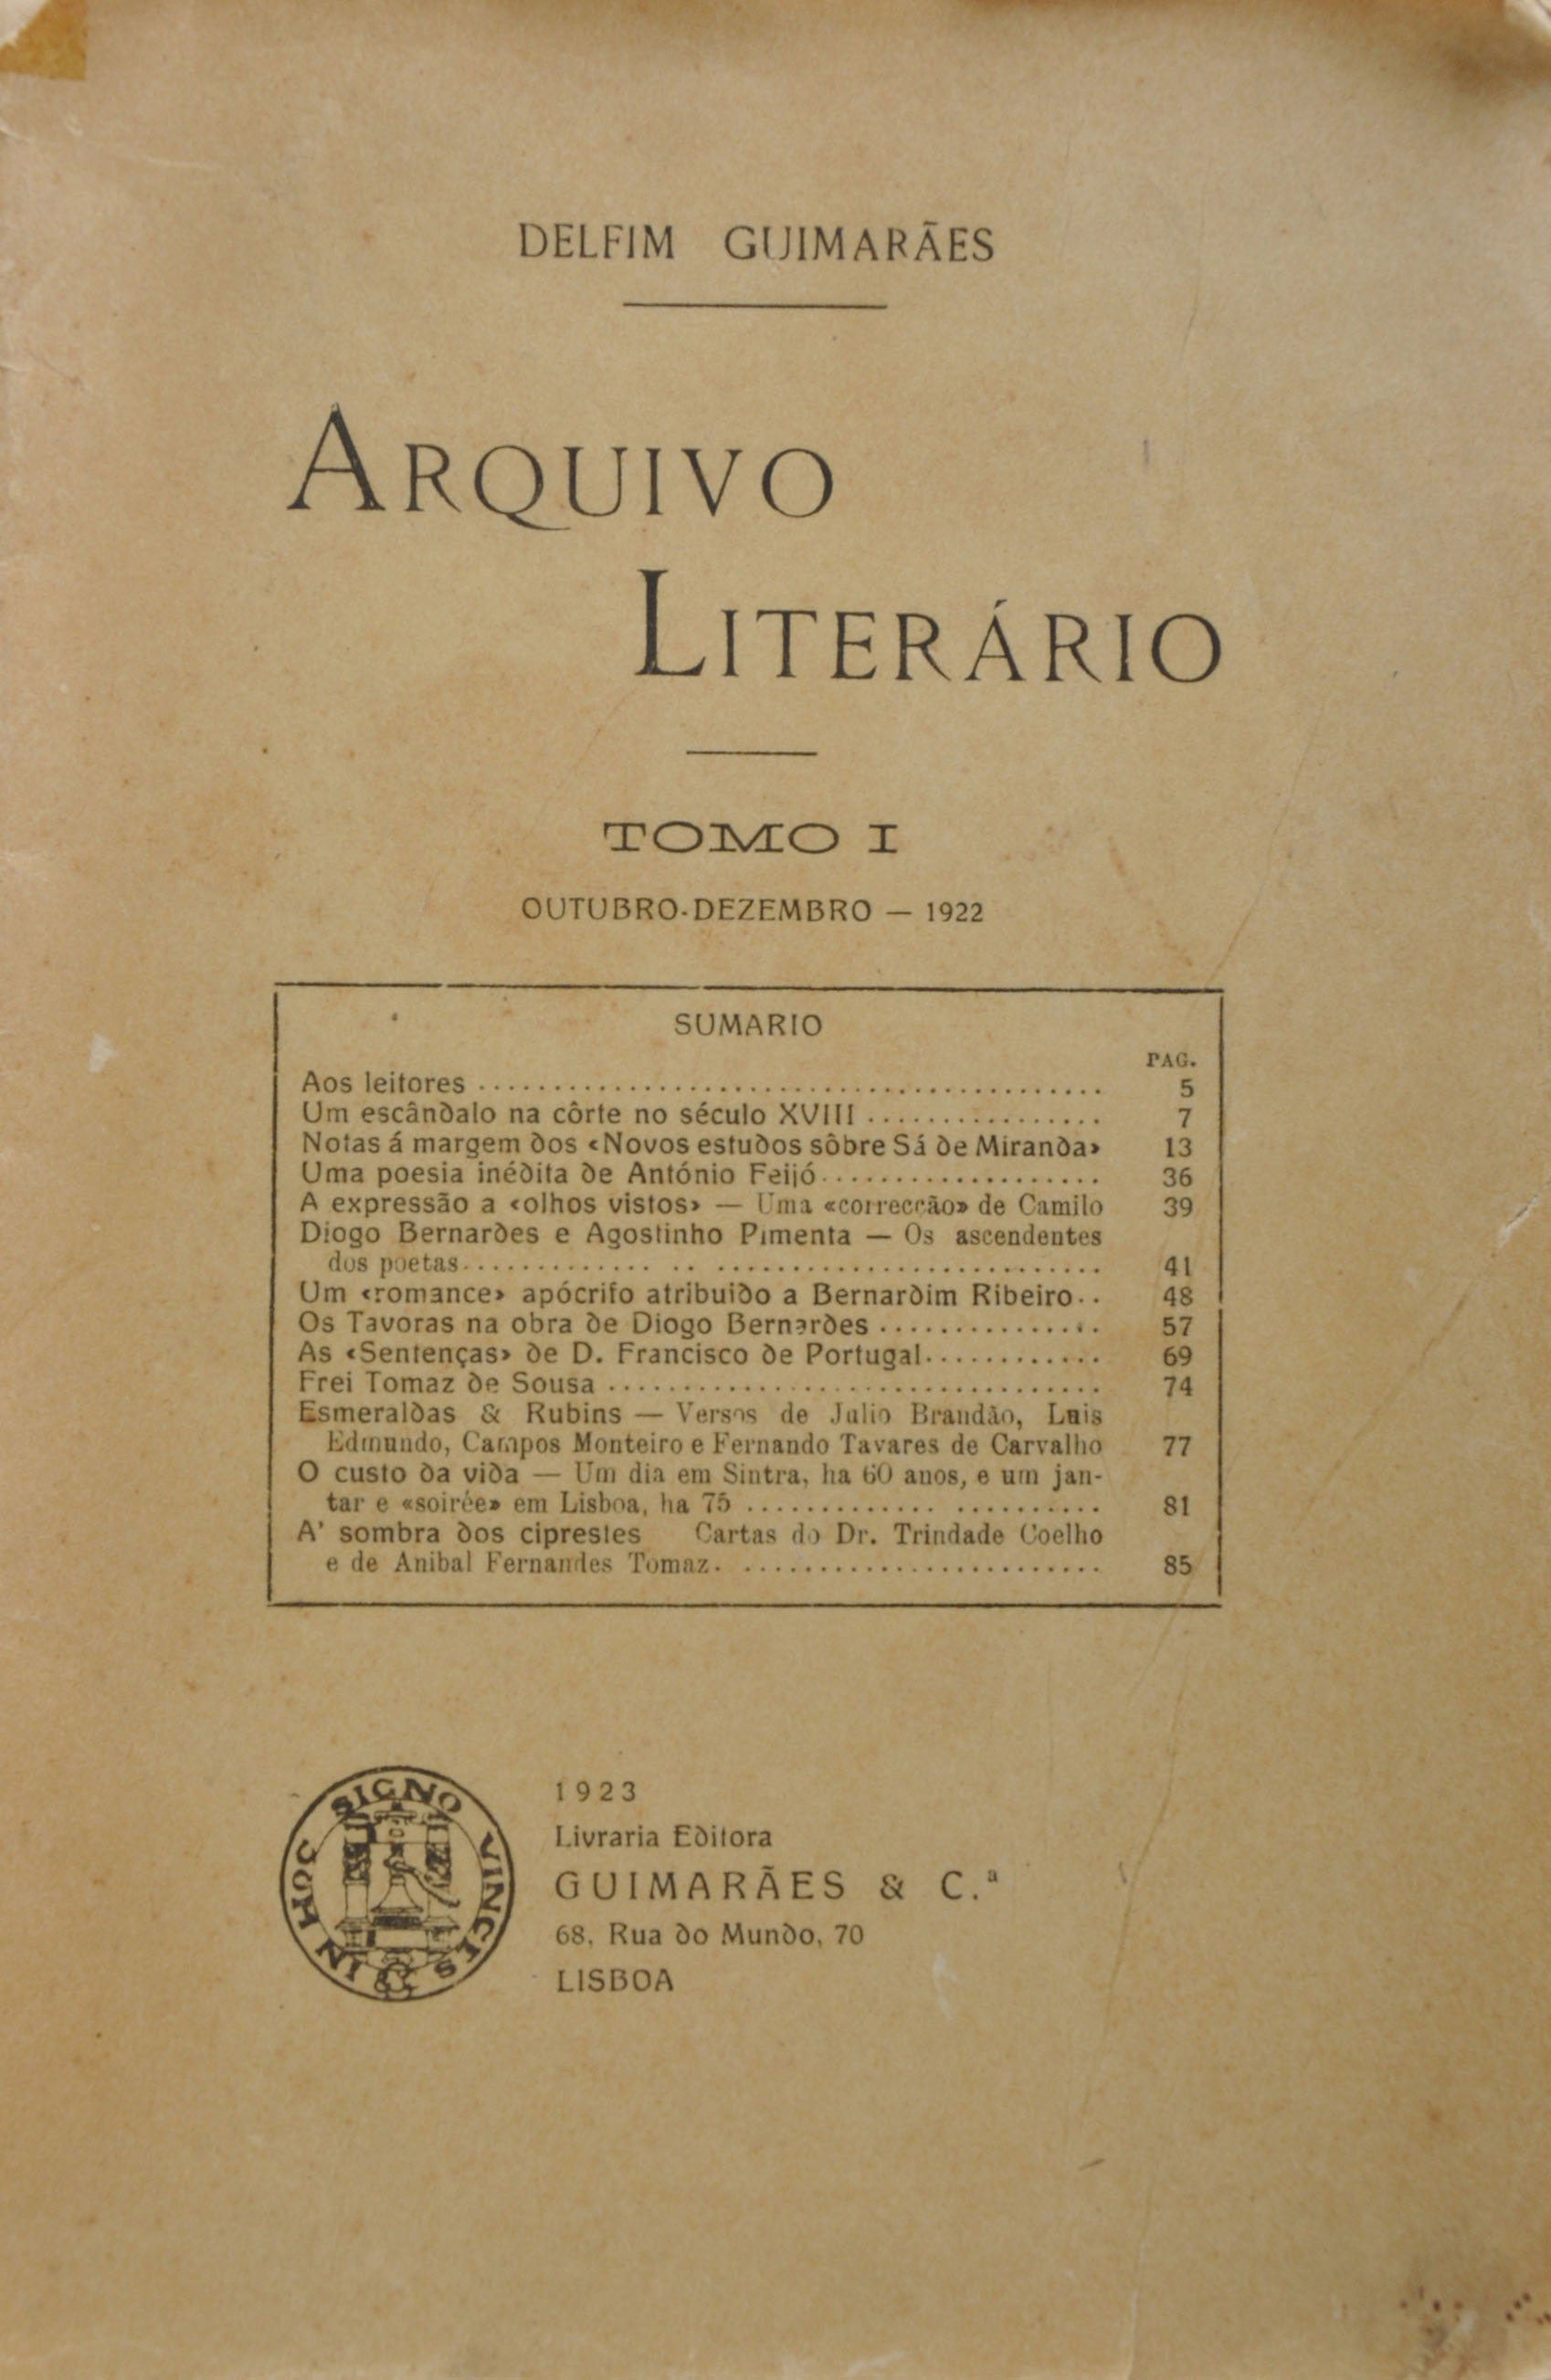 DELFIM GUIMARÃES
ARQUIVO
LITERÁRIO
TOMO I
OUTUBRO-DEZEMBRO — 1922
SUMARIO
PAG.
Aos leitores ........................................ 5
Um escândalo na côrte no século XVIII ................ 7
Notas á margem dos «Novos estudos sôbre Sá de Miranda» 13
Uma poesia inédita de António Feijó................... 36
A expressão a «olhos vistos» — Uma «correcção» de Camilo 39
Diogo Bernardes e Agostinho Pimenta — Os ascendentes
dos poetas........................................ 41
Um «romance» apócrifo atribuido a Bernardim Ribeiro.. 48
Os Tavoras na obra de Diogo Bernardes ............... 57
As «Sentenças» de D. Francisco de Portugal............ 69
Frei Tomaz de Sousa ................................. 74
Esmeraldas & Rubins — Versos de Julio Brandão, Luis
Edmundo, Campos Monteiro e Fernando Tavares de Carvalho 77
O custo da vida — Um dia em Sintra, ha 60 anos, e um jan-
tar e «soirée» em Lisboa, ha 75 ....................... 81
A' sombra dos ciprestes Cartas do Dr. Trindade Coelho
e de Anibal Fernandes Tomaz. ........................ 85
IN HOC SIGNO VINCES
1923
Livraria Editora
GUIMARÃES & C.ª
68, Rua do Mundo, 70
LISBOA